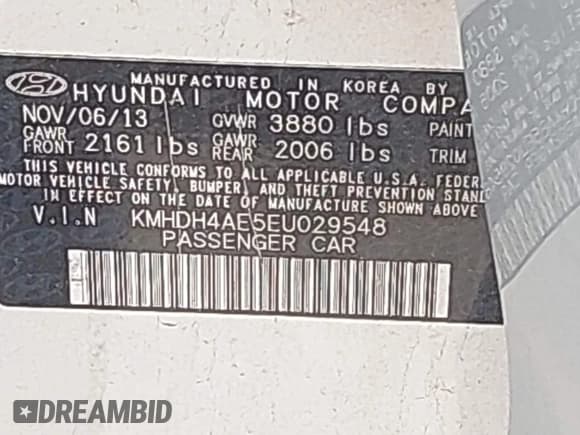 MANUFACTURED IN KOREA BY
HYUNDAI MOTOR COMPA
NOV/06/13 GVWR 3880 lbs PAINT
GAWR FRONT 2161 lbs GAWR REAR 2006 lbs TRIM
THIS VEHICLE CONFORMS TO ALL APPLICABLE U.S.A. FEDER
MOTOR VEHICLE SAFETY, BUMPER, AND THEFT PREVENTION STAND
IN EFFECT ON THE DATE OF MANUFACTURE SHOWN ABOVE
V.I.N KMHDH4AE5EU029548
PASSENGER CAR
DREAMBID